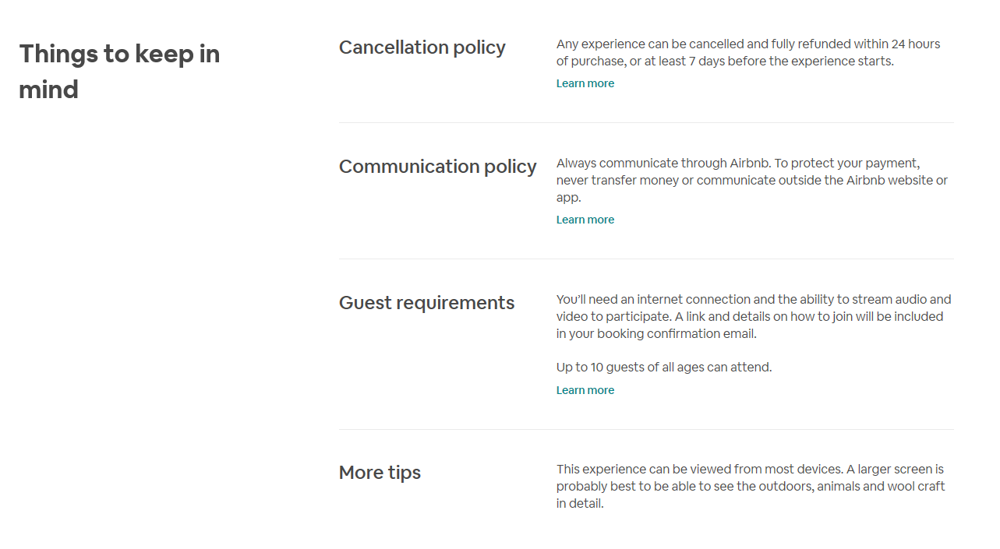 Things to keep in
mind
Cancellation policy
Any experience can be cancelled and fully refunded within 24 hours
of purchase, or at least 7 days before the experience starts.
Learn more
Communication policy
Always communicate through Airbnb. To protect your payment,
never transfer money or communicate outside the Airbnb website or
app.
Learn more
Guest requirements
You’ll need an internet connection and the ability to stream audio and
video to participate. A link and details on how to join will be included
in your booking confirmation email.
Up to 10 guests of all ages can attend.
Learn more
More tips
This experience can be viewed from most devices. A larger screen is
probably best to be able to see the outdoors, animals and wool craft
in detail.